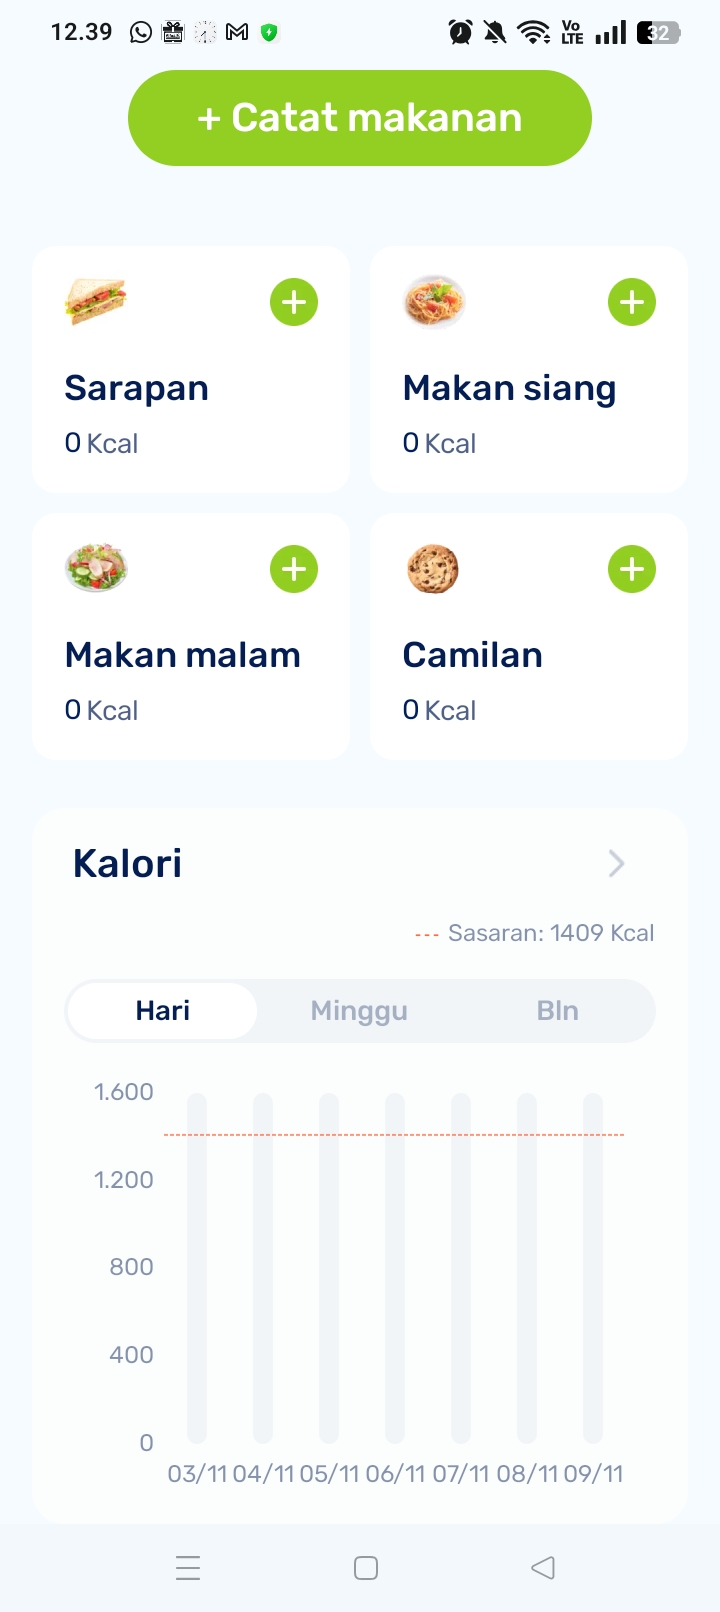 12.39
Vo
LTE
32
+ Catat makanan
Sarapan
0 Kcal
Makan siang
0 Kcal
Makan malam
0 Kcal
Camilan
0 Kcal
Kalori
--- Sasaran: 1409 Kcal
Hari
Minggu
Bln
1.600
1.200
800
400
0
03/11 04/11 05/11 06/11 07/11 08/11 09/11